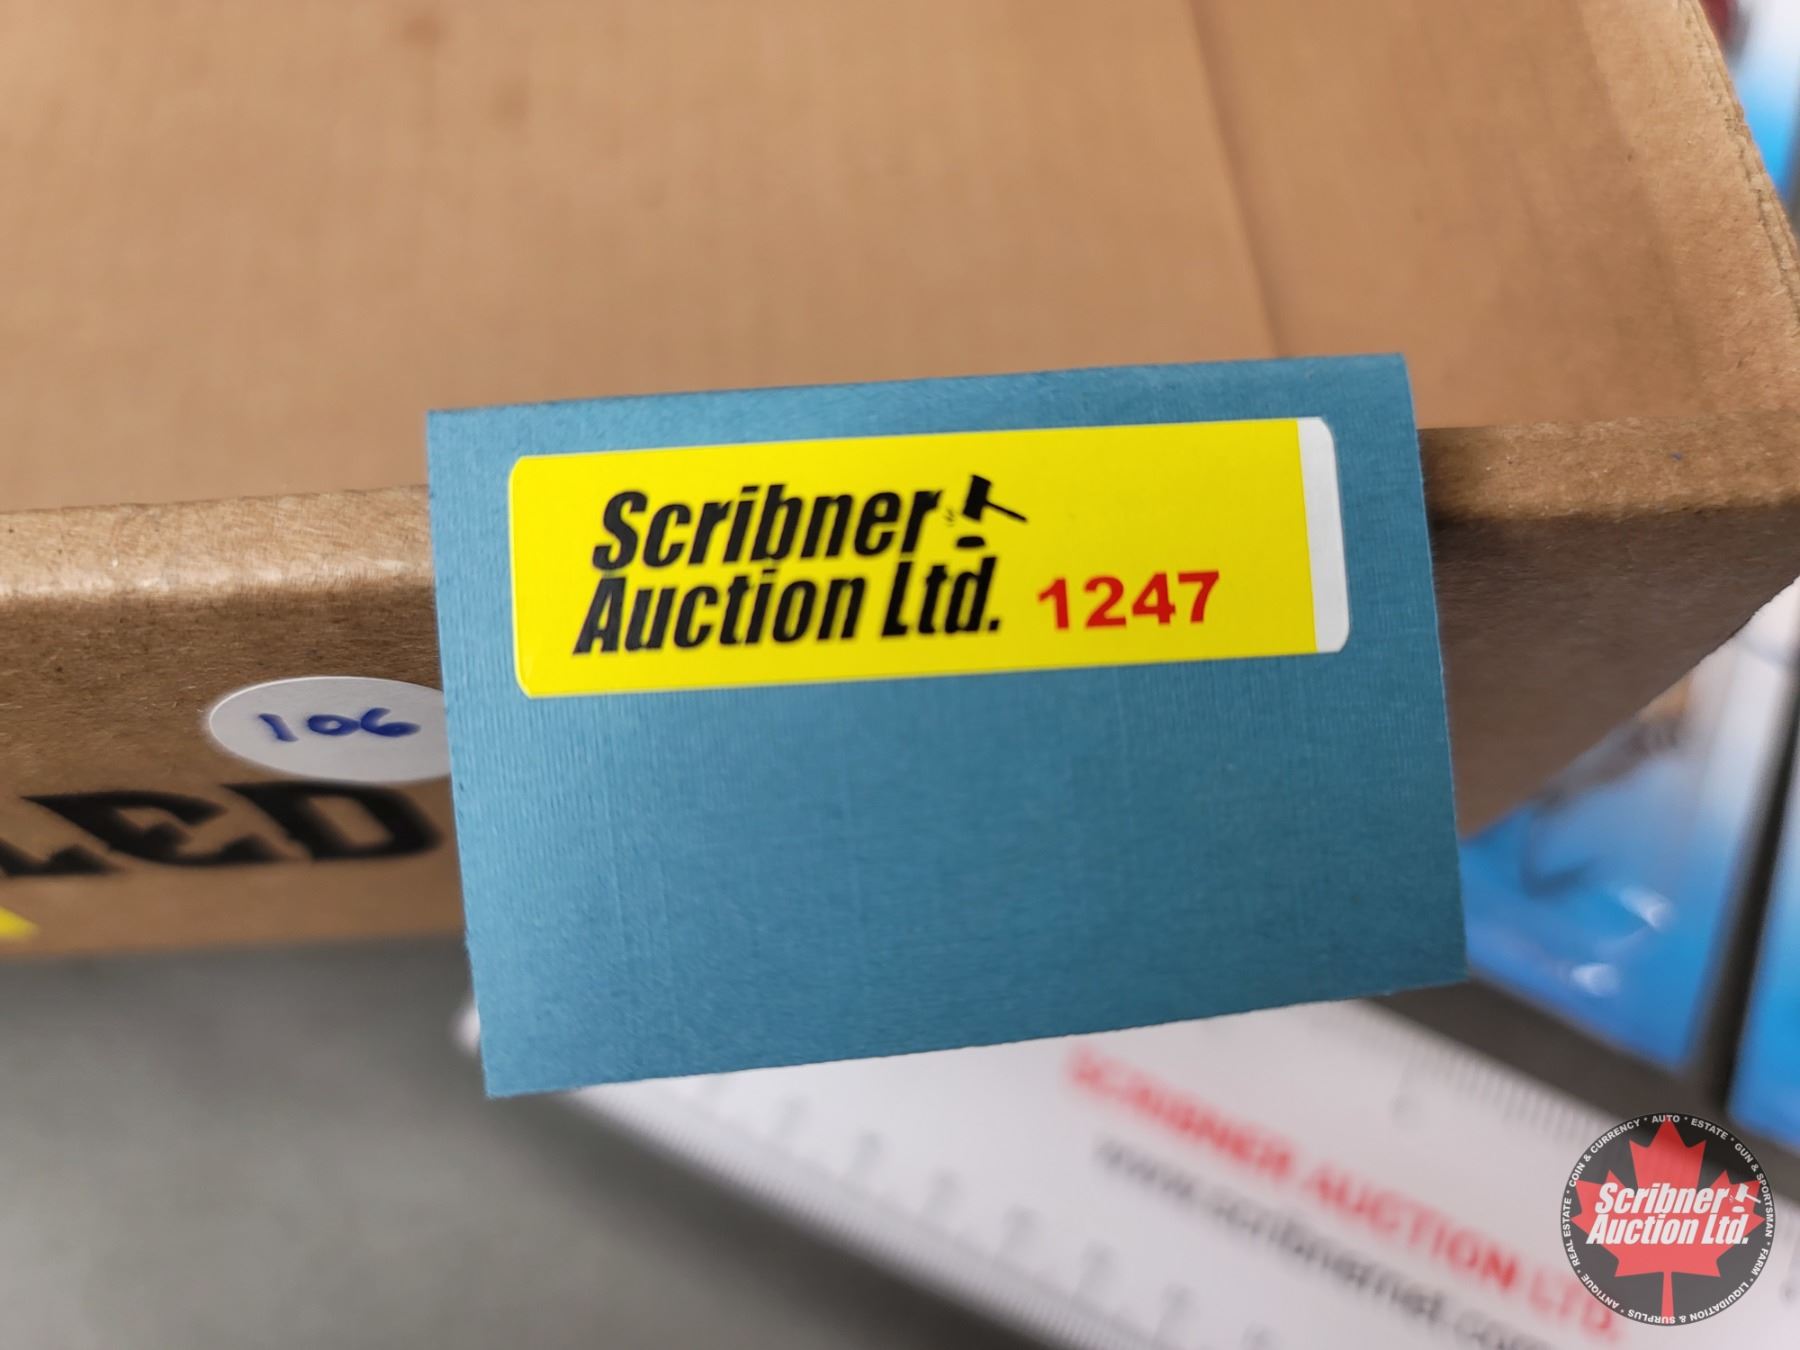 Scribner
Auction Ltd. 1247
106
LED
SCRIBNER AUCTION LTD.
www.scribnernet.com
Scribner
Auction Ltd.
COIN & CURRENCY * AUTO * ESTATE * GUN & SPORTSMAN * FARM * LIQUIDATION & SURPLUS * ANTIQUE * REAL ESTATE *